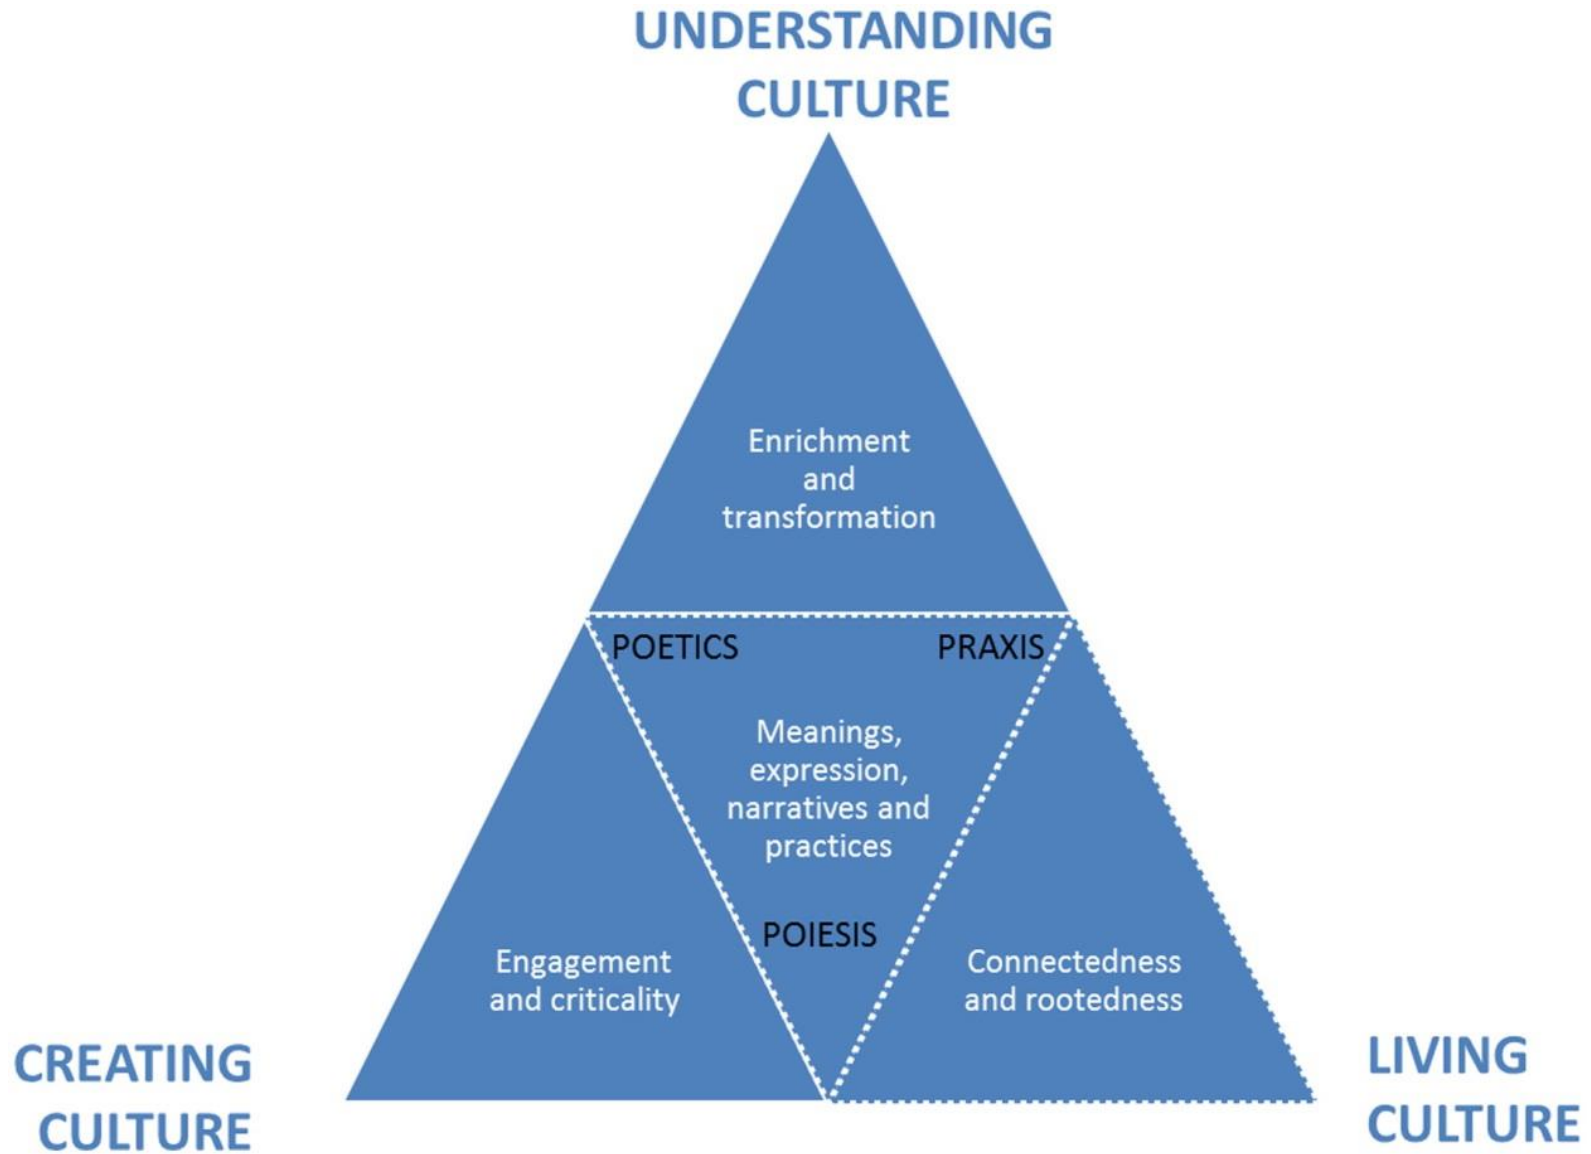 UNDERSTANDING
CULTURE
Enrichment
and
transformation
POETICS
PRAXIS
Meanings,
expression,
narratives and
practices
POIESIS
Engagement
and criticality
Connectedness
and rootedness
CREATING
CULTURE
LIVING
CULTURE